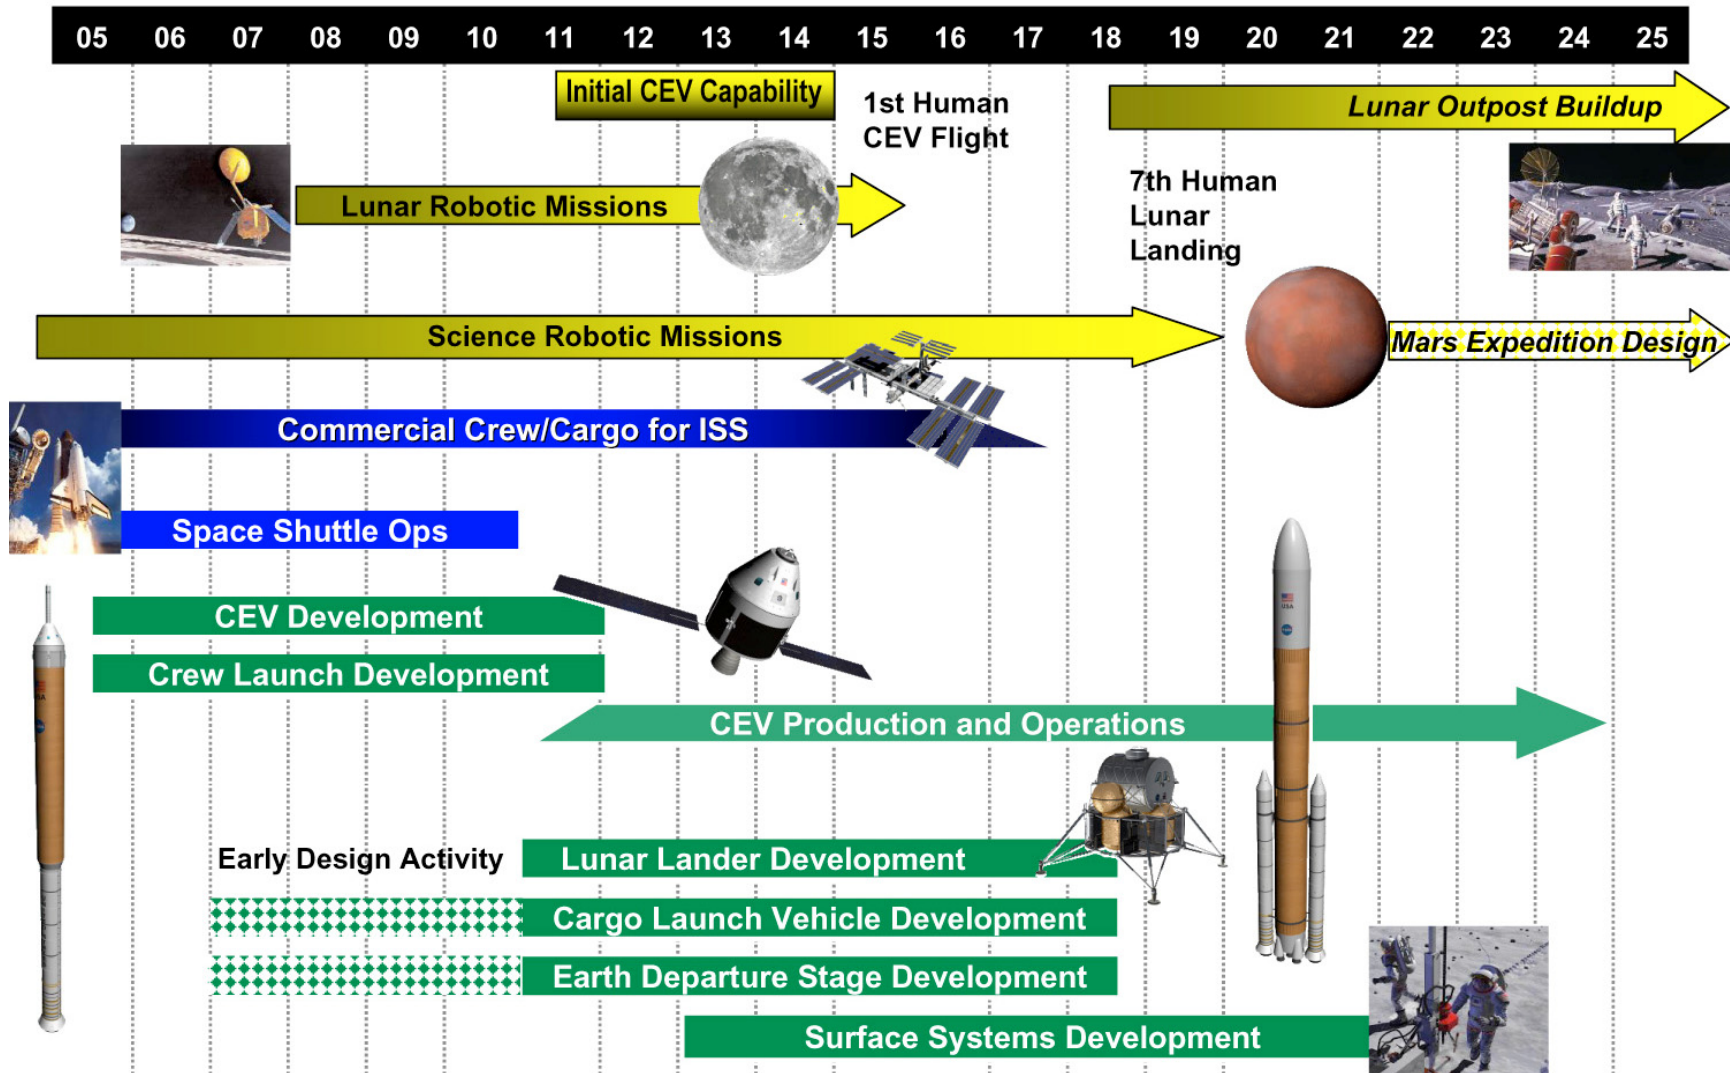 05 06 07 08 09 10 11 12 13 14 15 16 17 18 19 20 21 22 23 24 25
Initial CEV Capability
1st Human
CEV Flight
Lunar Outpost Buildup
Lunar Robotic Missions
7th Human
Lunar
Landing
Science Robotic Missions
Mars Expedition Design
Commercial Crew/Cargo for ISS
Space Shuttle Ops
CEV Development
USA
Crew Launch Development
USA
CEV Production and Operations
Early Design Activity
Lunar Lander Development
Cargo Launch Vehicle Development
Earth Departure Stage Development
Surface Systems Development